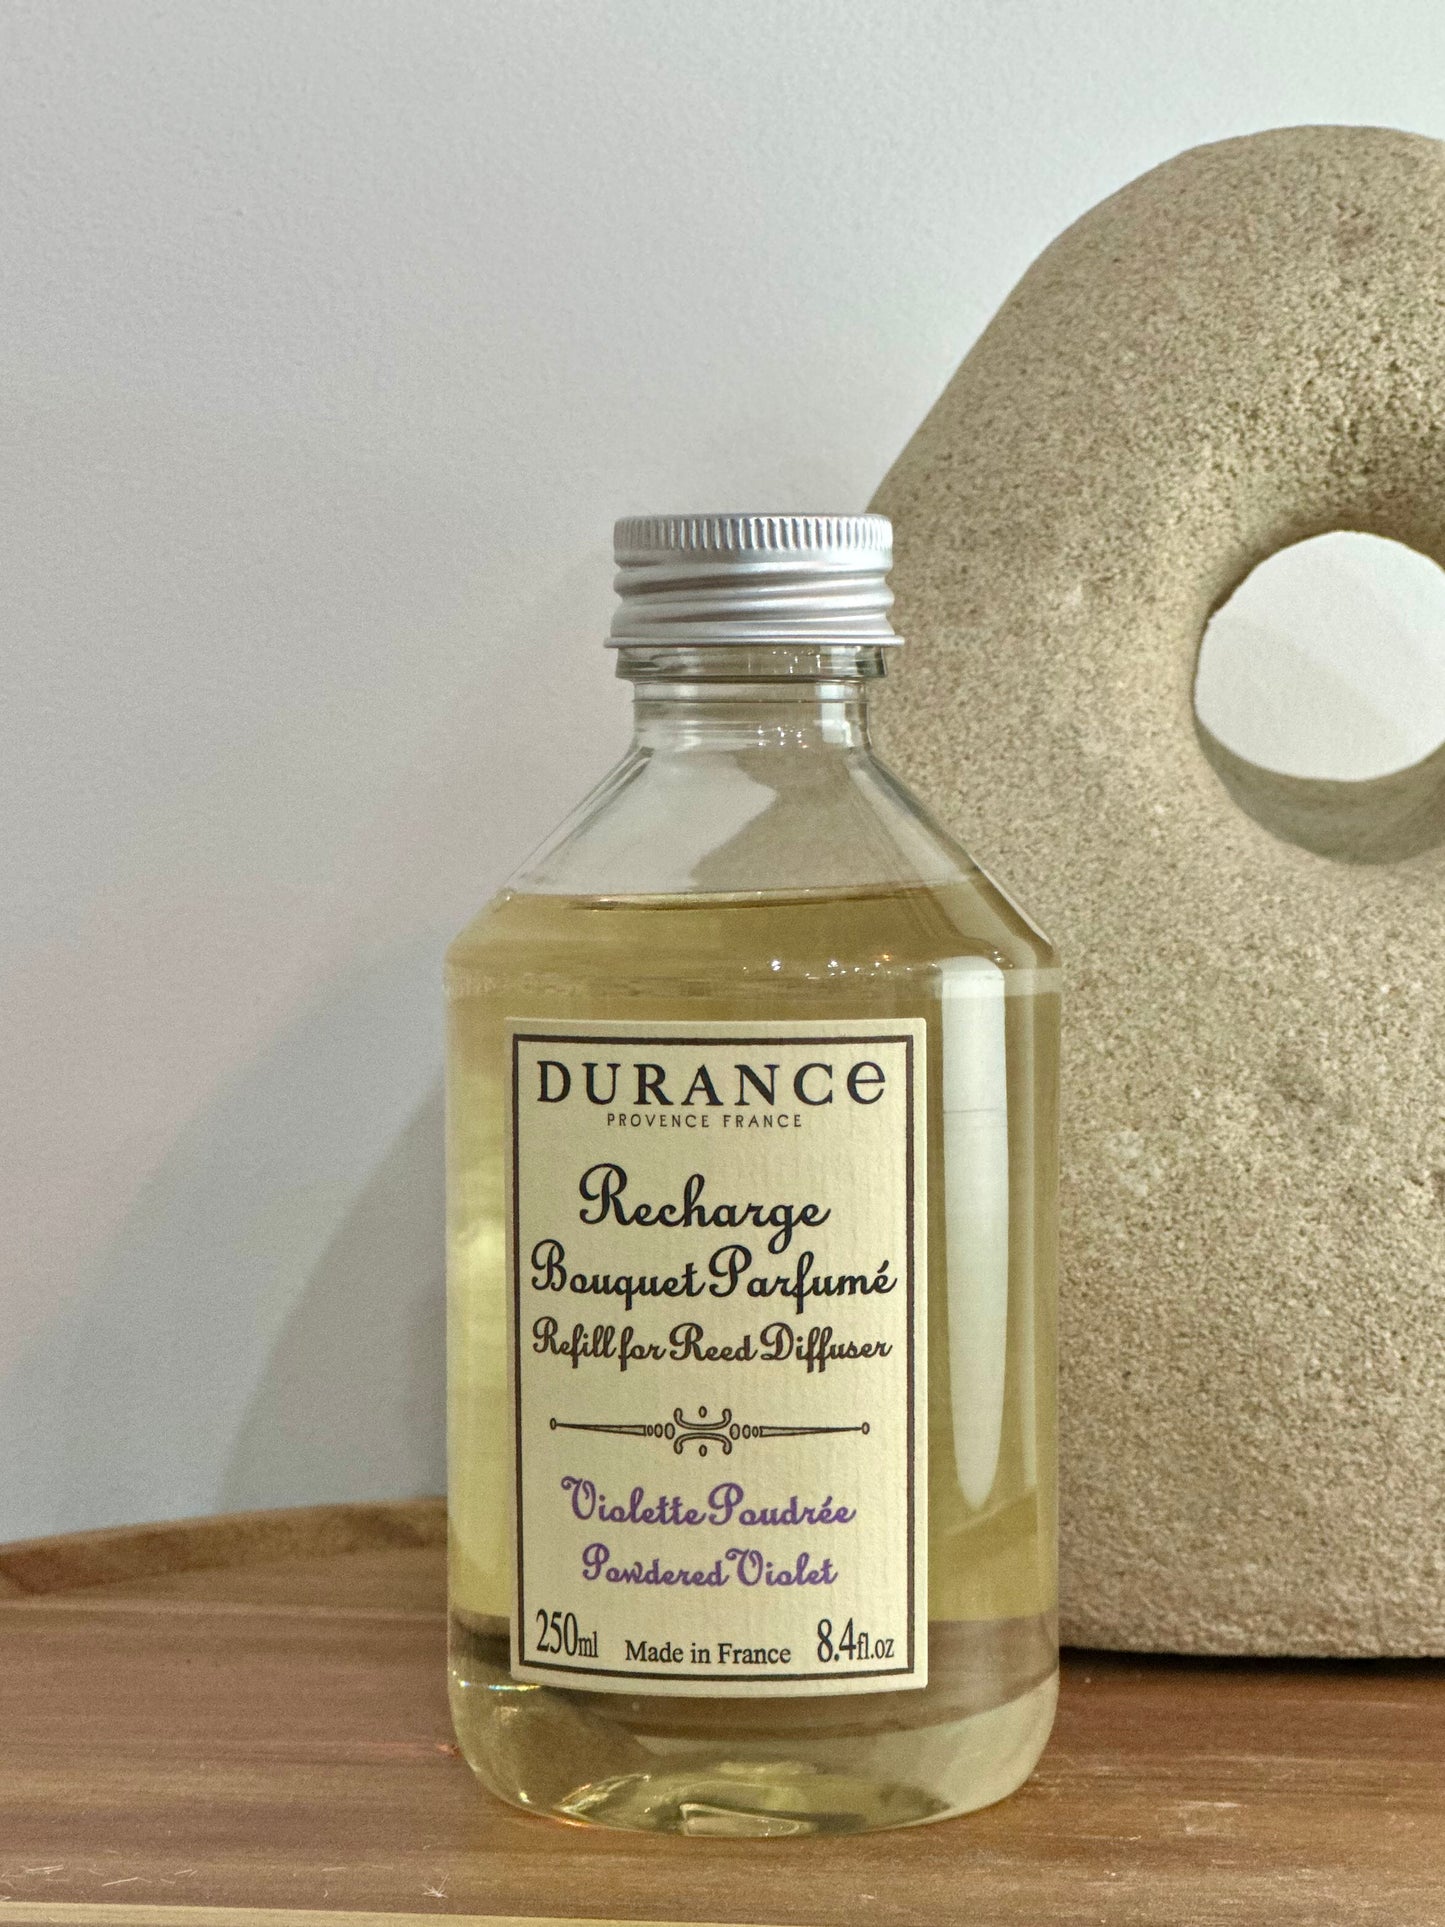 DURANCe
PROVENCE FRANCE
Recharge
Bouquet Parfumé
Refill for Reed Diffuser
Violette Poudrée
Powdered Violet
250ml Made in France 8.4fl.oz